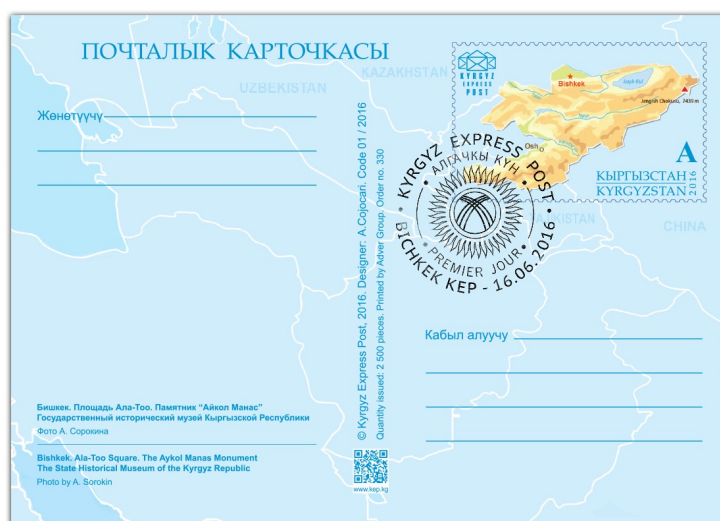 ПОЧТАЛЫК КАРТОЧКАСЫ
UZBEKISTAN
KAZAKHSTAN
Жөнөтүүчү
KYRGYZ
EXPRESS
POST
Bishkek
Issyk-Kul
Jengish Chokusu, 7439 m
Osh
A
КЫРГЫЗСТАН
KYRGYZSTAN
2016
KYRGYZ EXPRESS POST
АЛГАЧКЫ КҮН
PREMIER JOUR
BICHKEK KEP - 16.06.2016
TAJIKISTAN
CHINA
© Kyrgyz Express Post, 2016. Designer: A.Cojocari. Code 01 / 2016
Quantity issued: 2 500 pieces. Printed by Adver Group. Order no. 330
Кабыл алуучу
Бишкек. Площадь Ала-Тоо. Памятник “Айкол Манас”
Государственный исторический музей Кыргызской Республики
Фото А. Сорокина
Bishkek. Ala-Too Square. The Aykol Manas Monument
The State Historical Museum of the Kyrgyz Republic
Photo by A. Sorokin
www.kep.kg